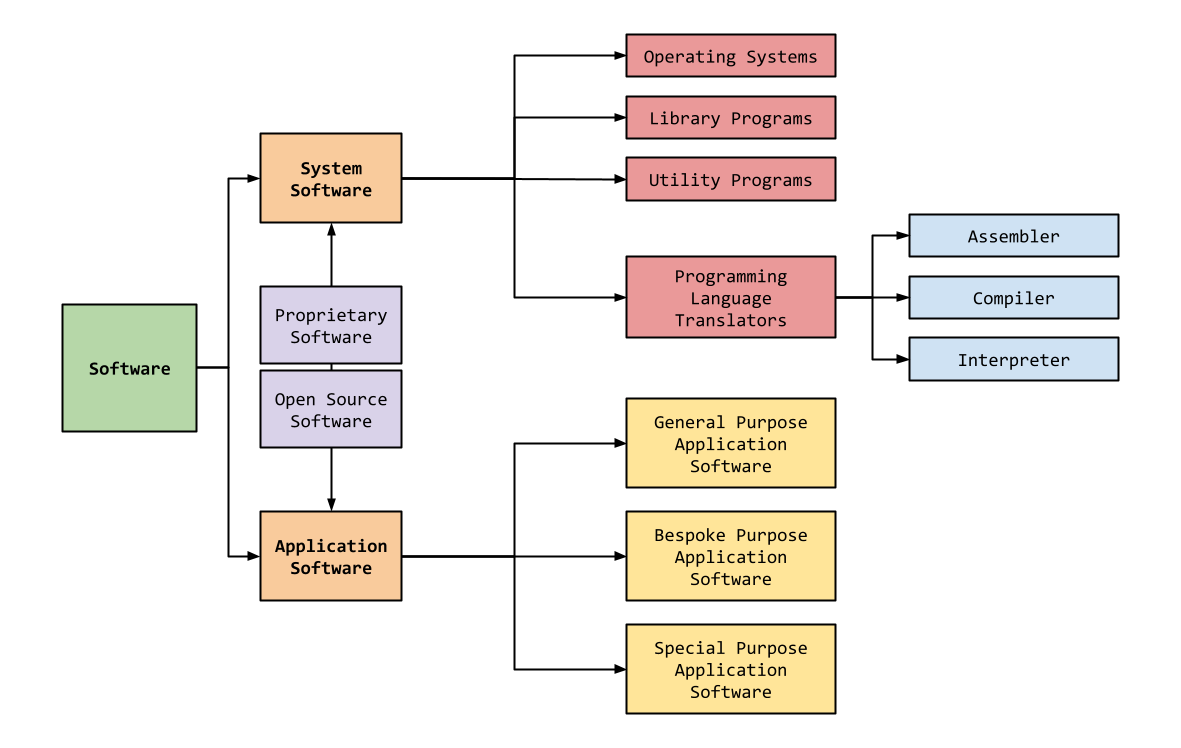 Operating Systems
Library Programs
System
Software
Utility Programs
Assembler
Programming
Language
Translators
Compiler
Proprietary
Software
Interpreter
Software
Open Source
Software
General Purpose
Application
Software
Application
Software
Bespoke Purpose
Application
Software
Special Purpose
Application
Software